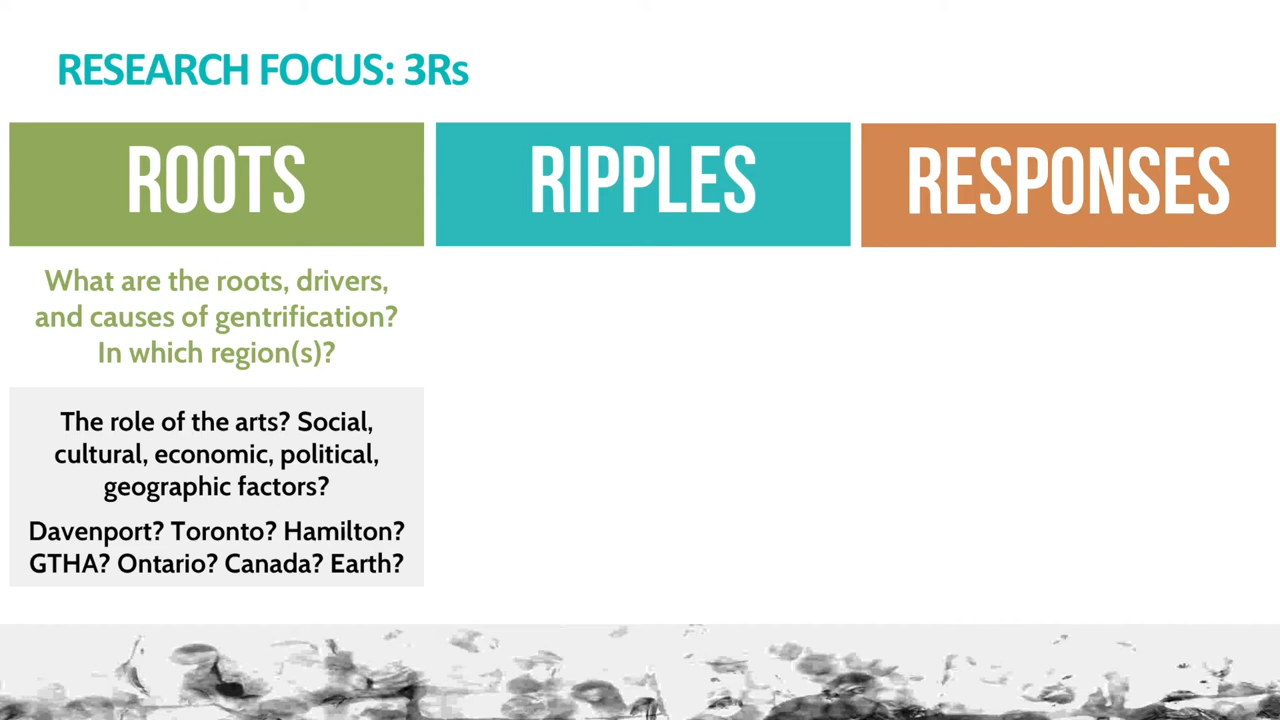 RESEARCH FOCUS: 3Rs
ROOTS
RIPPLES
RESPONSES
What are the roots, drivers,
and causes of gentrification?
In which region(s)?
The role of the arts? Social,
cultural, economic, political,
geographic factors?
Davenport? Toronto? Hamilton?
GTHA? Ontario? Canada? Earth?